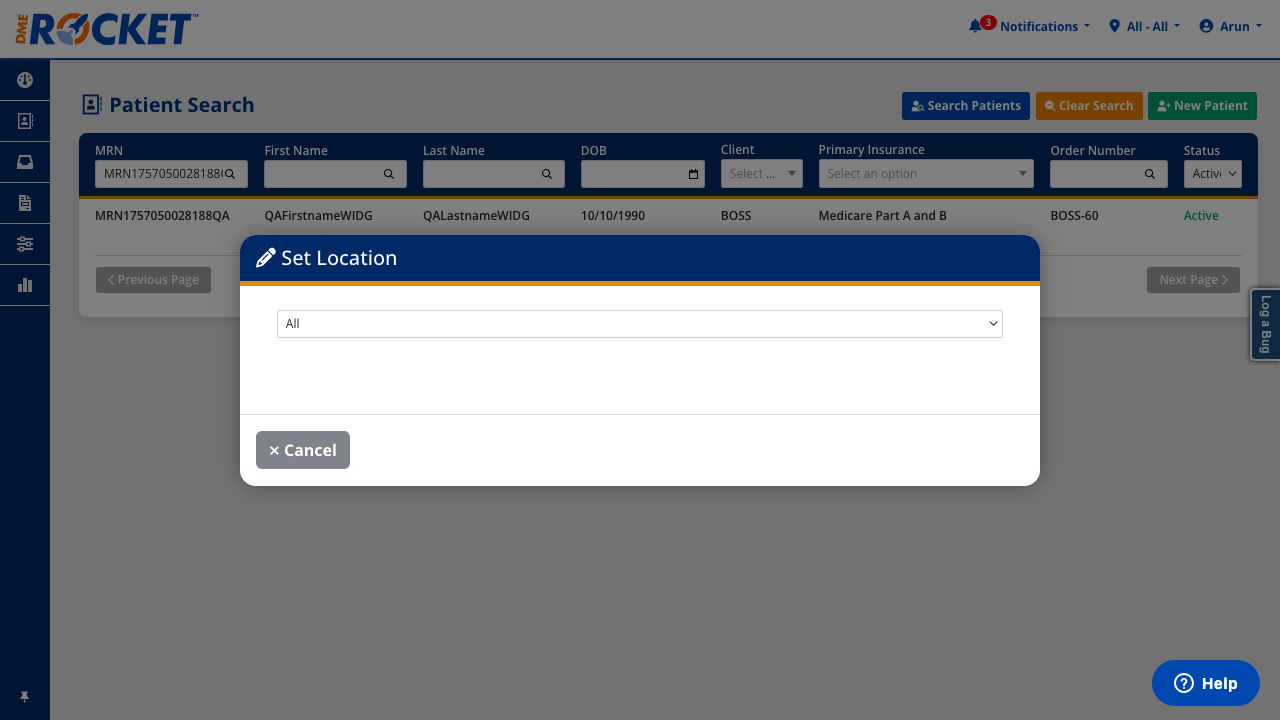 DME ROCKET™
3 Notifications
All - All
Arun
Patient Search
Search Patients
Clear Search
New Patient
MRN
First Name
Last Name
DOB
Client
Primary Insurance
Order Number
Status
MRN1757050028188
Select ...
Select an option
Activ
MRN1757050028188QA
QAFirstnameWIDG
QALastnameWIDG
10/10/1990
BOSS
Medicare Part A and B
BOSS-60
Active
Set Location
Previous Page
Next Page
Log a Bug
All
× Cancel
Help